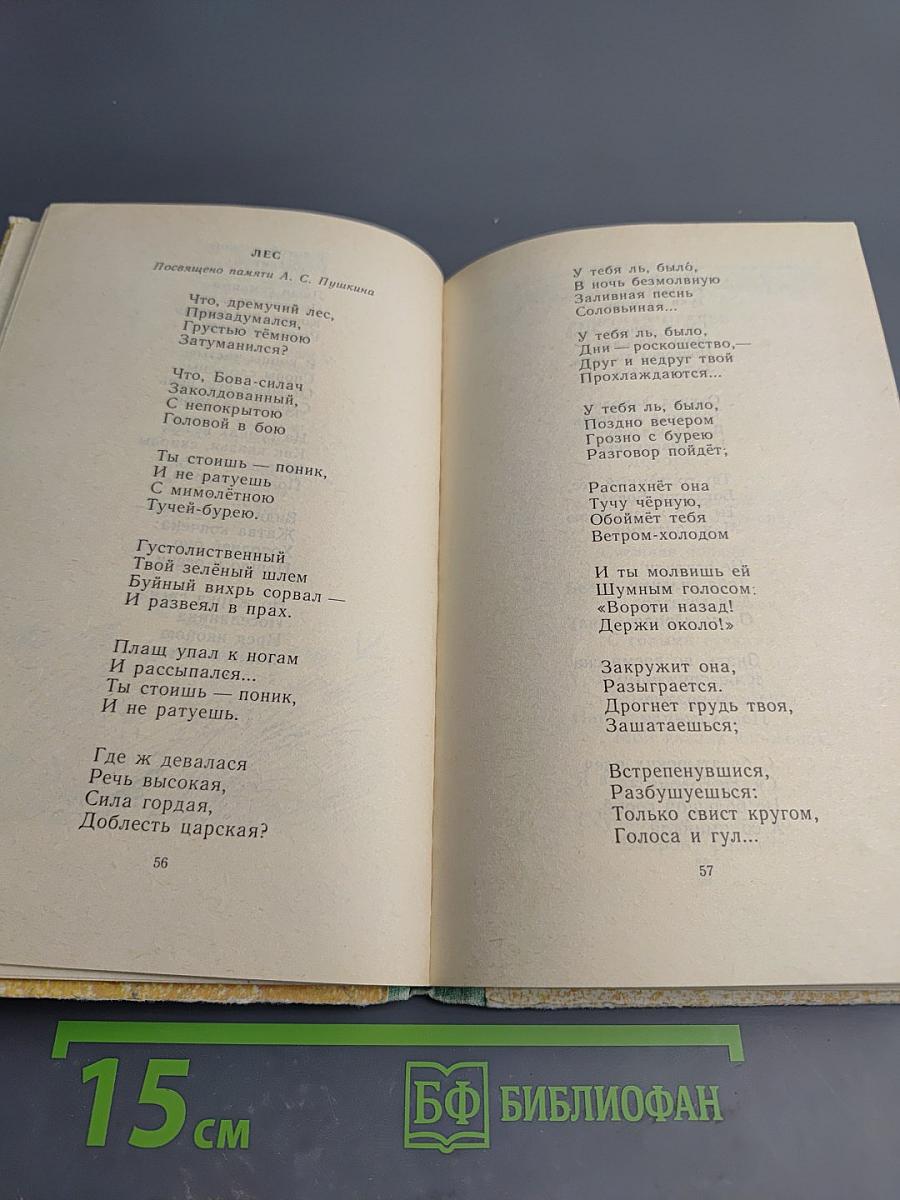 ЛЕС
Посвящено памяти А. С. Пушкина
Что, дремучий лес,
Призадумался,
Грустью тёмною
Затуманился?
Что, Бова-силач
Заколдованный,
С непокрытою
Головой в бою
Ты стоишь — поник,
И не ратуешь
С мимолётною
Тучей-бурею.
Густолиственный
Твой зелёный шлем
Буйный вихрь сорвал —
И развеял в прах.
Плащ упал к ногам
И рассыпался...
Ты стоишь — поник,
И не ратуешь.
Где ж девалася
Речь высокая,
Сила гордая,
Доблесть царская?
56
У тебя ль, было́,
В ночь безмолвную
Заливная песнь
Соловьиная...
У тебя ль, было,
Дни — роскошество,—
Друг и недруг твой
Прохлаждаются...
У тебя ль, было,
Поздно вечером
Грозно с бурею
Разговор пойдёт;
Распахнёт она
Тучу чёрную,
Обоймёт тебя
Ветром-холодом
И ты молвишь ей
Шумным голосом:
«Вороти назад!
Держи около!»
Закружит она,
Разыграется.
Дрогнет грудь твоя,
Зашатаешься;
Встрепенувшися,
Разбушуешься:
Только свист кругом,
Голоса и гул...
57
15 см
БФ БИБЛИОФАН